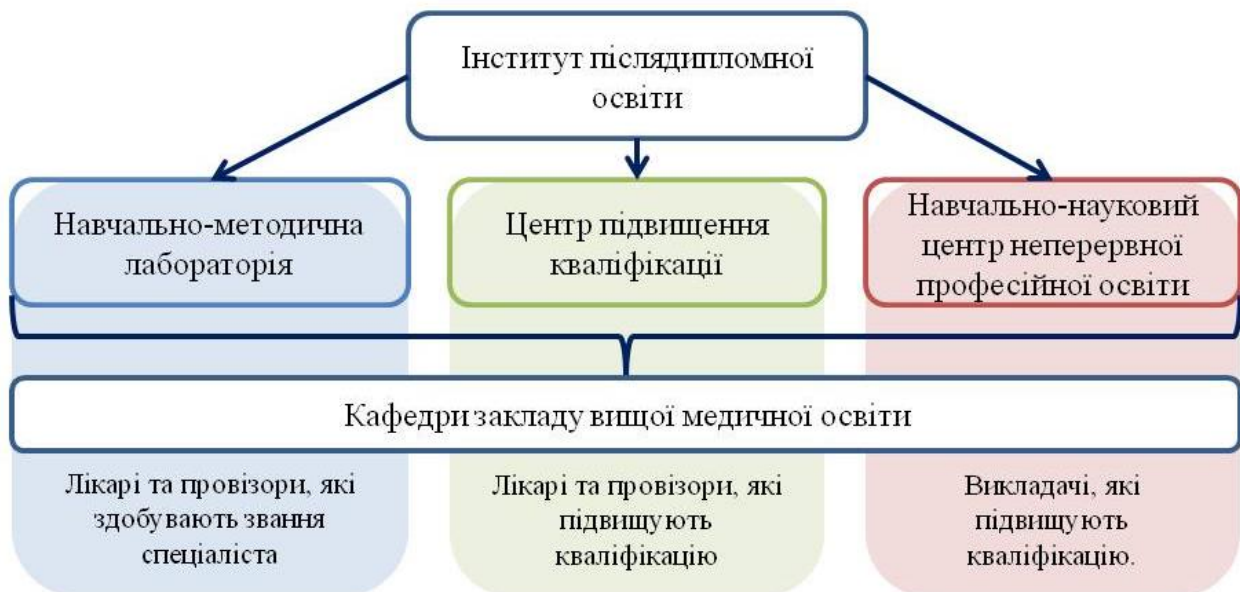 Інститут післядипломної
освіти
Навчально-методична
лабораторія
Центр підвищення
кваліфікації
Навчально-науковий
центр неперервної
професійної освіти
Кафедри закладу вищої медичної освіти
Лікарі та провізори, які
здобувають звання
спеціаліста
Лікарі та провізори, які
підвищують
кваліфікацію
Викладачі, які
підвищують
кваліфікацію.